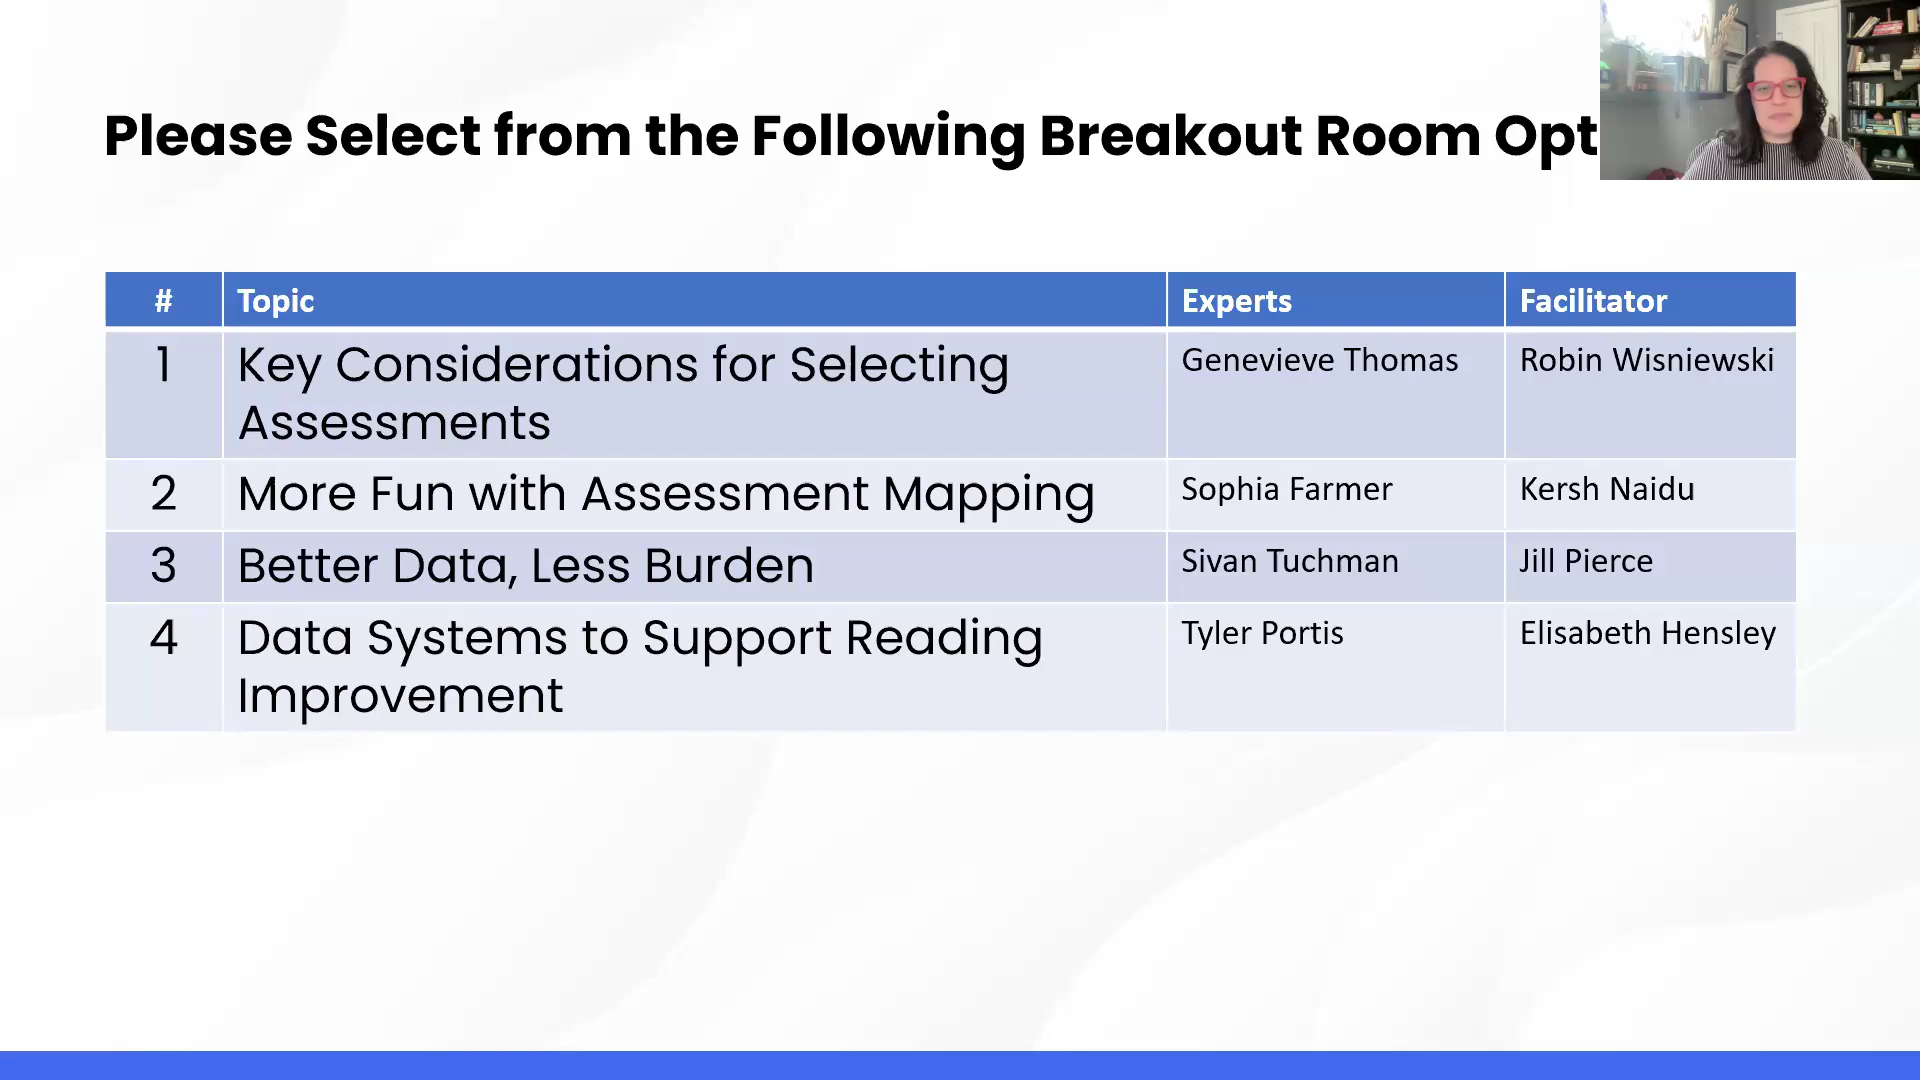 Please Select from the Following Breakout Room Opt
# Topic Experts Facilitator
1 Key Considerations for Selecting Genevieve Thomas Robin Wisniewski
Assessments
2 More Fun with Assessment Mapping Sophia Farmer Kersh Naidu
3 Better Data, Less Burden Sivan Tuchman Jill Pierce
4 Data Systems to Support Reading Tyler Portis Elisabeth Hensley
Improvement